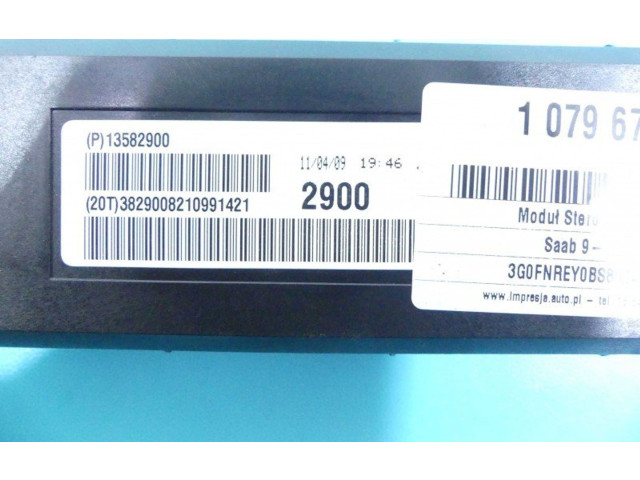 (P)13582900
11/04/09 19:46
(20T)3829008210991421
2900
1 079 67
Moduł
Saab 9-
3G0FNREY0BS
www.impresja.auto.pl - tel.